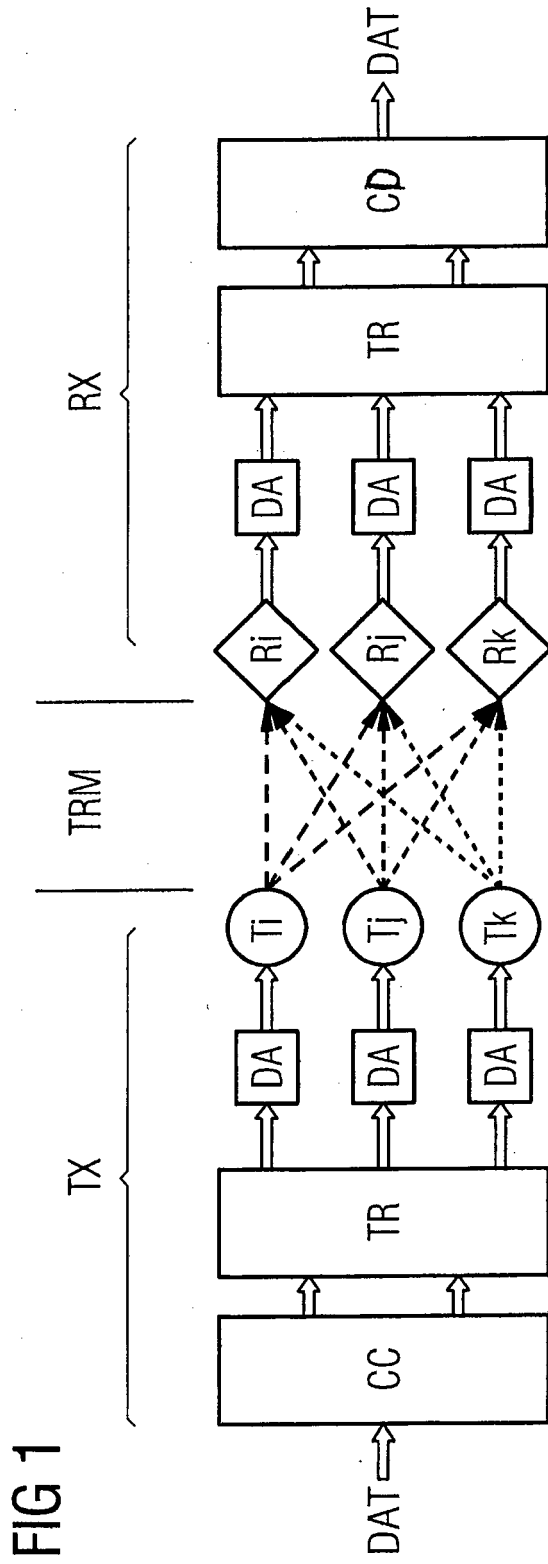 FIG 1
TX
TRM
RX
DAT
CC
TR
DA
DA
DA
Ti
Tj
Tk
Ri
Rj
Rk
DA
DA
DA
TR
CD
DAT